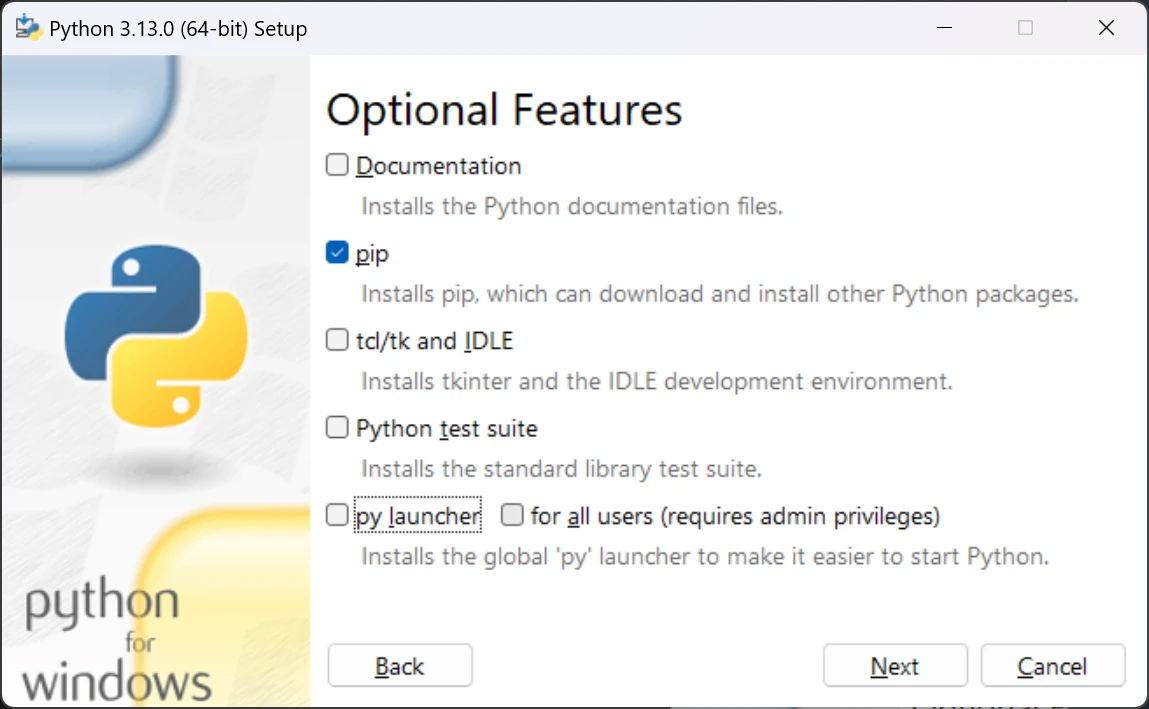 Python 3.13.0 (64-bit) Setup
Optional Features
Documentation
Installs the Python documentation files.
pip
Installs pip, which can download and install other Python packages.
tcl/tk and IDLE
Installs tkinter and the IDLE development environment.
Python test suite
Installs the standard library test suite.
py launcher for all users (requires admin privileges)
Installs the global 'py' launcher to make it easier to start Python.
python
for
windows
Back Next Cancel